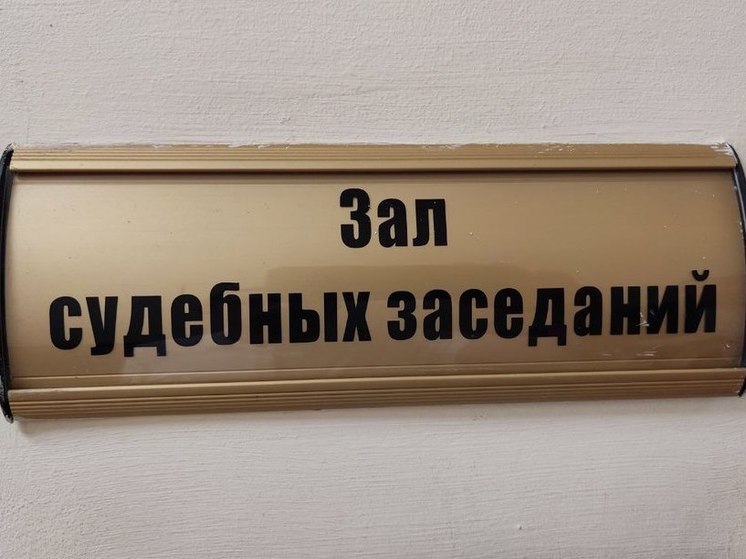 Зал
судебных заседаний